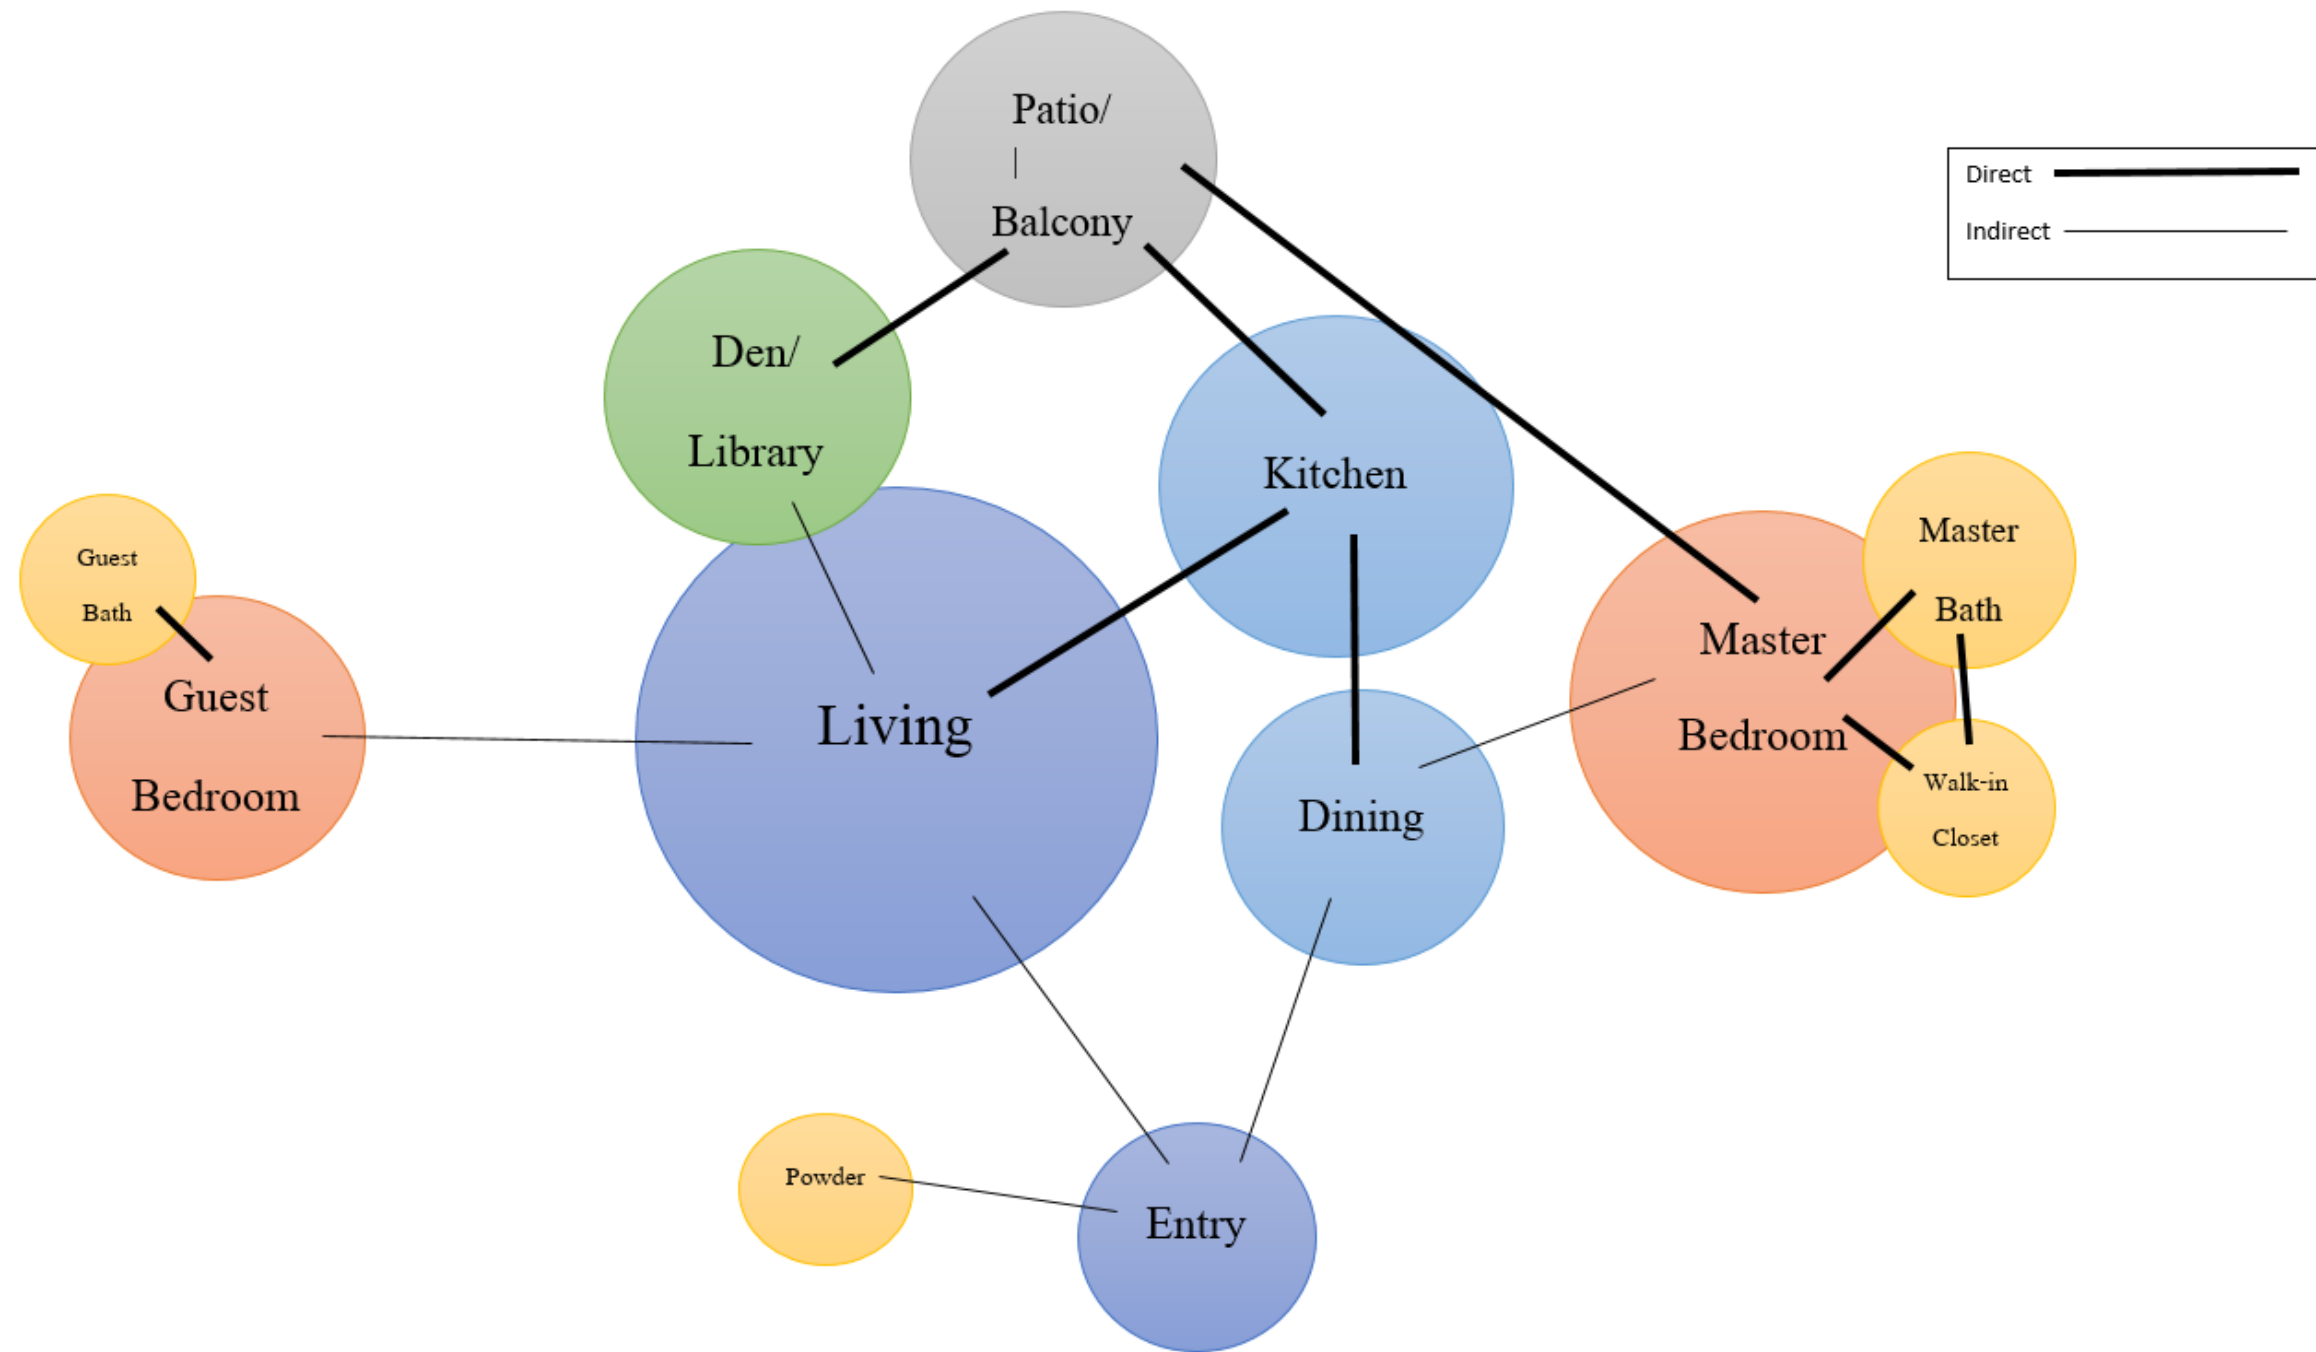 Patio/
|
Balcony
Direct
Indirect
Den/
Library
Kitchen
Guest
Bath
Guest
Bedroom
Living
Dining
Master
Bedroom
Master
Bath
Walk-in
Closet
Powder
Entry